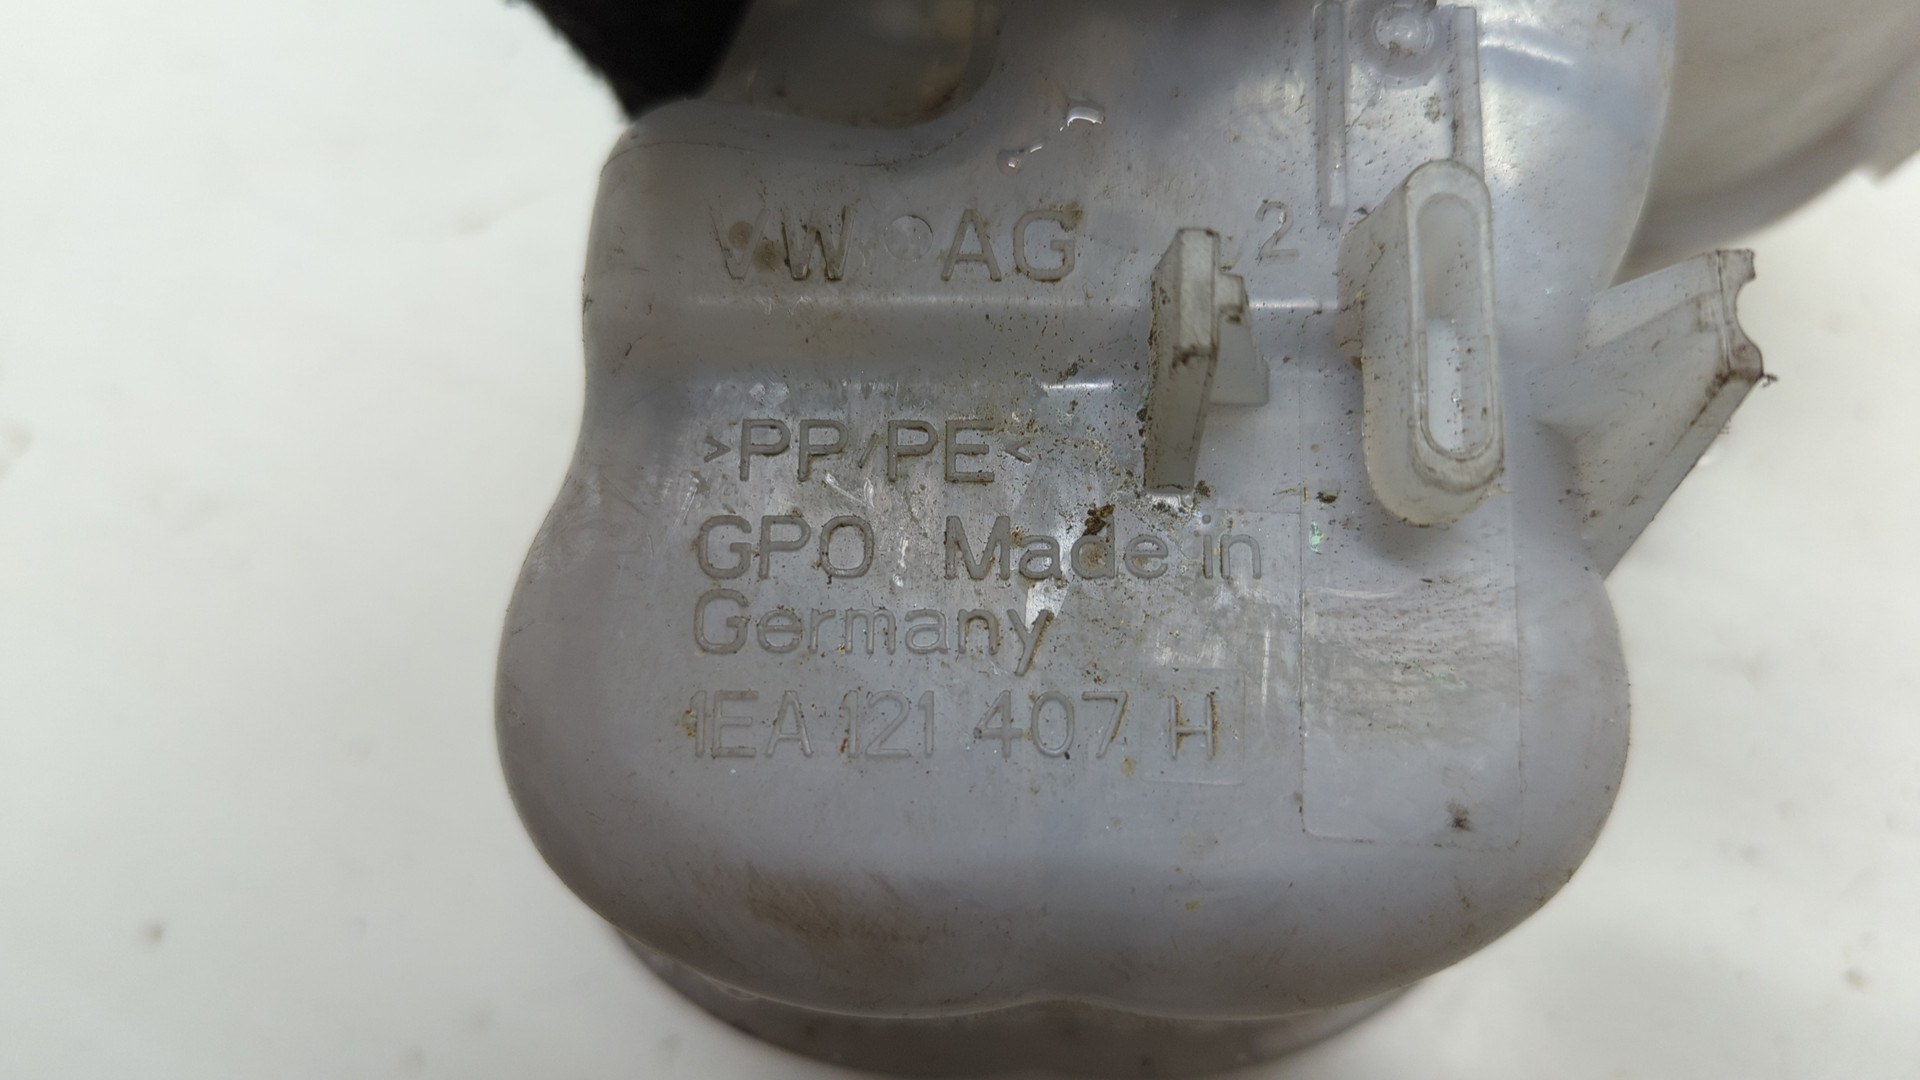 VW AG 2
>PP/PE<
GPO Made in
Germany
1EA 121 407 H